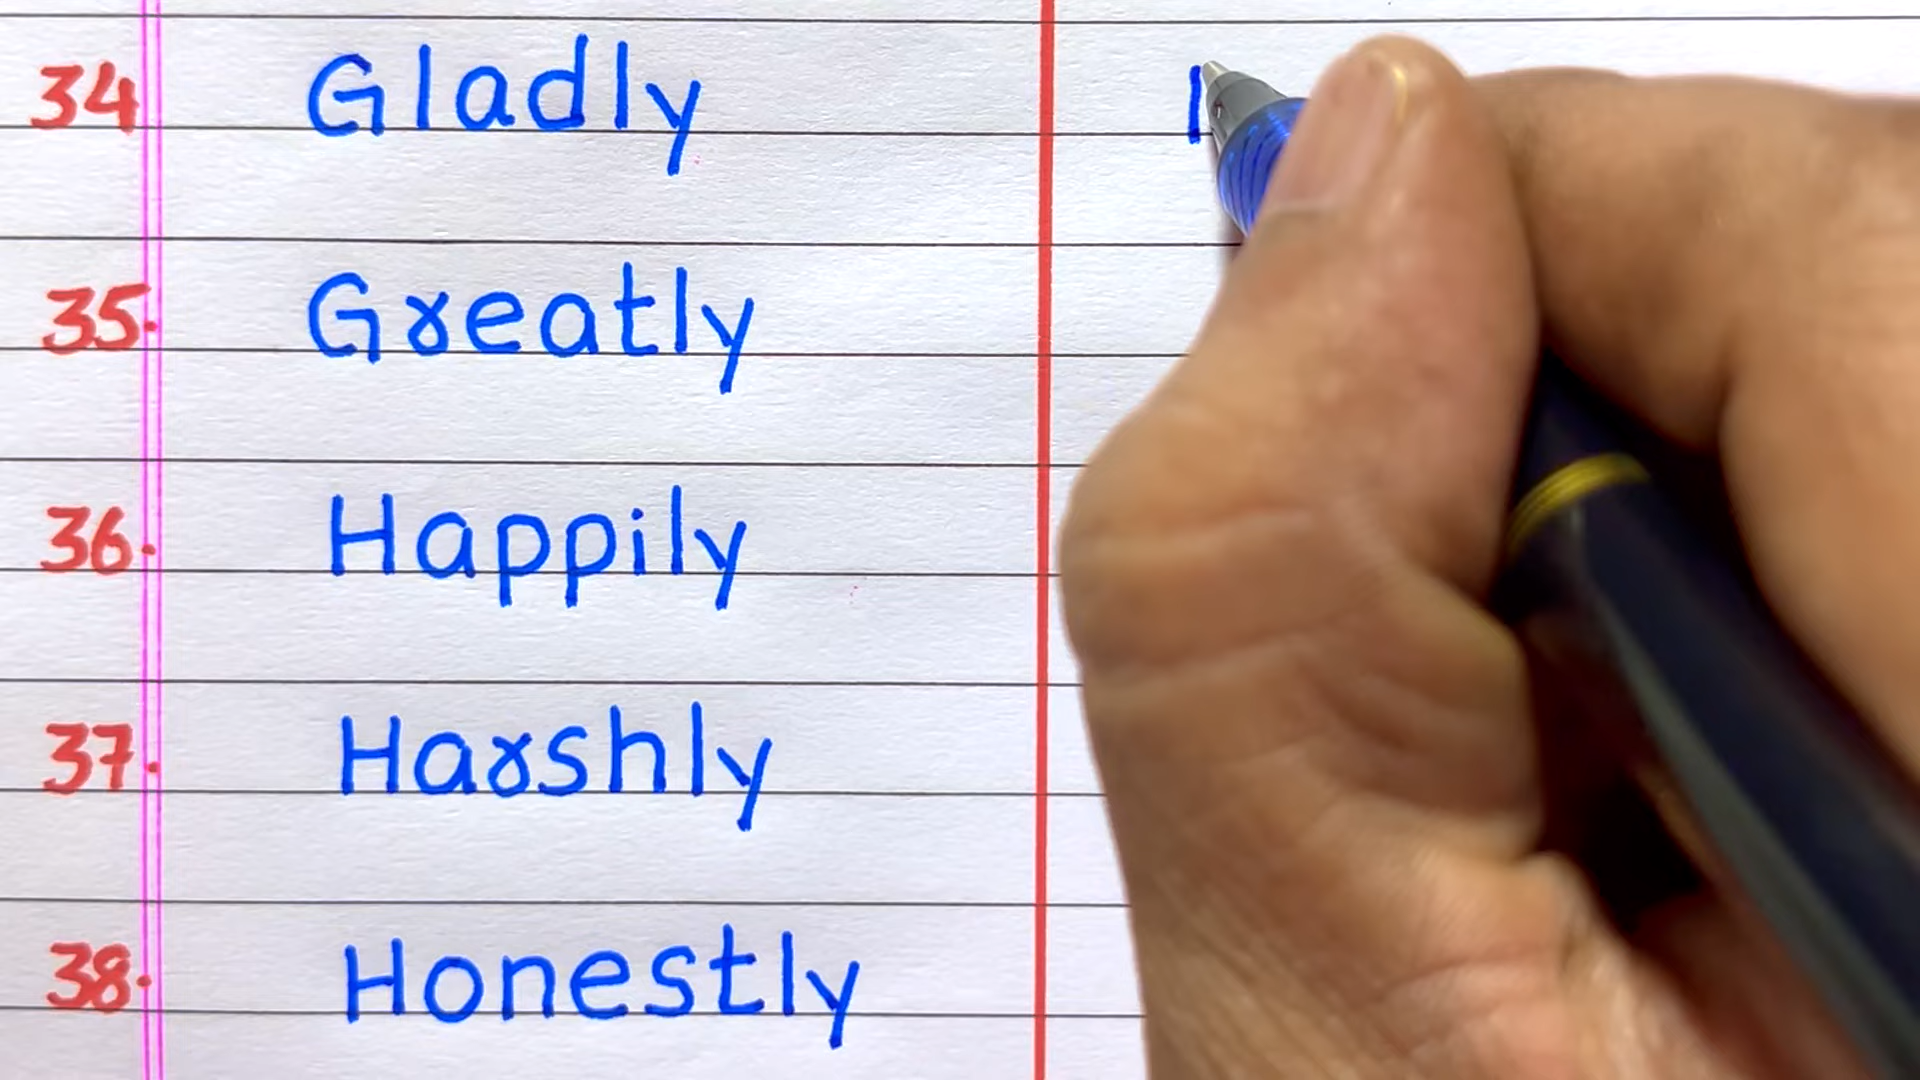 34 Gladly
35. Greatly
36. Happily
37. Harshly
38. Honestly